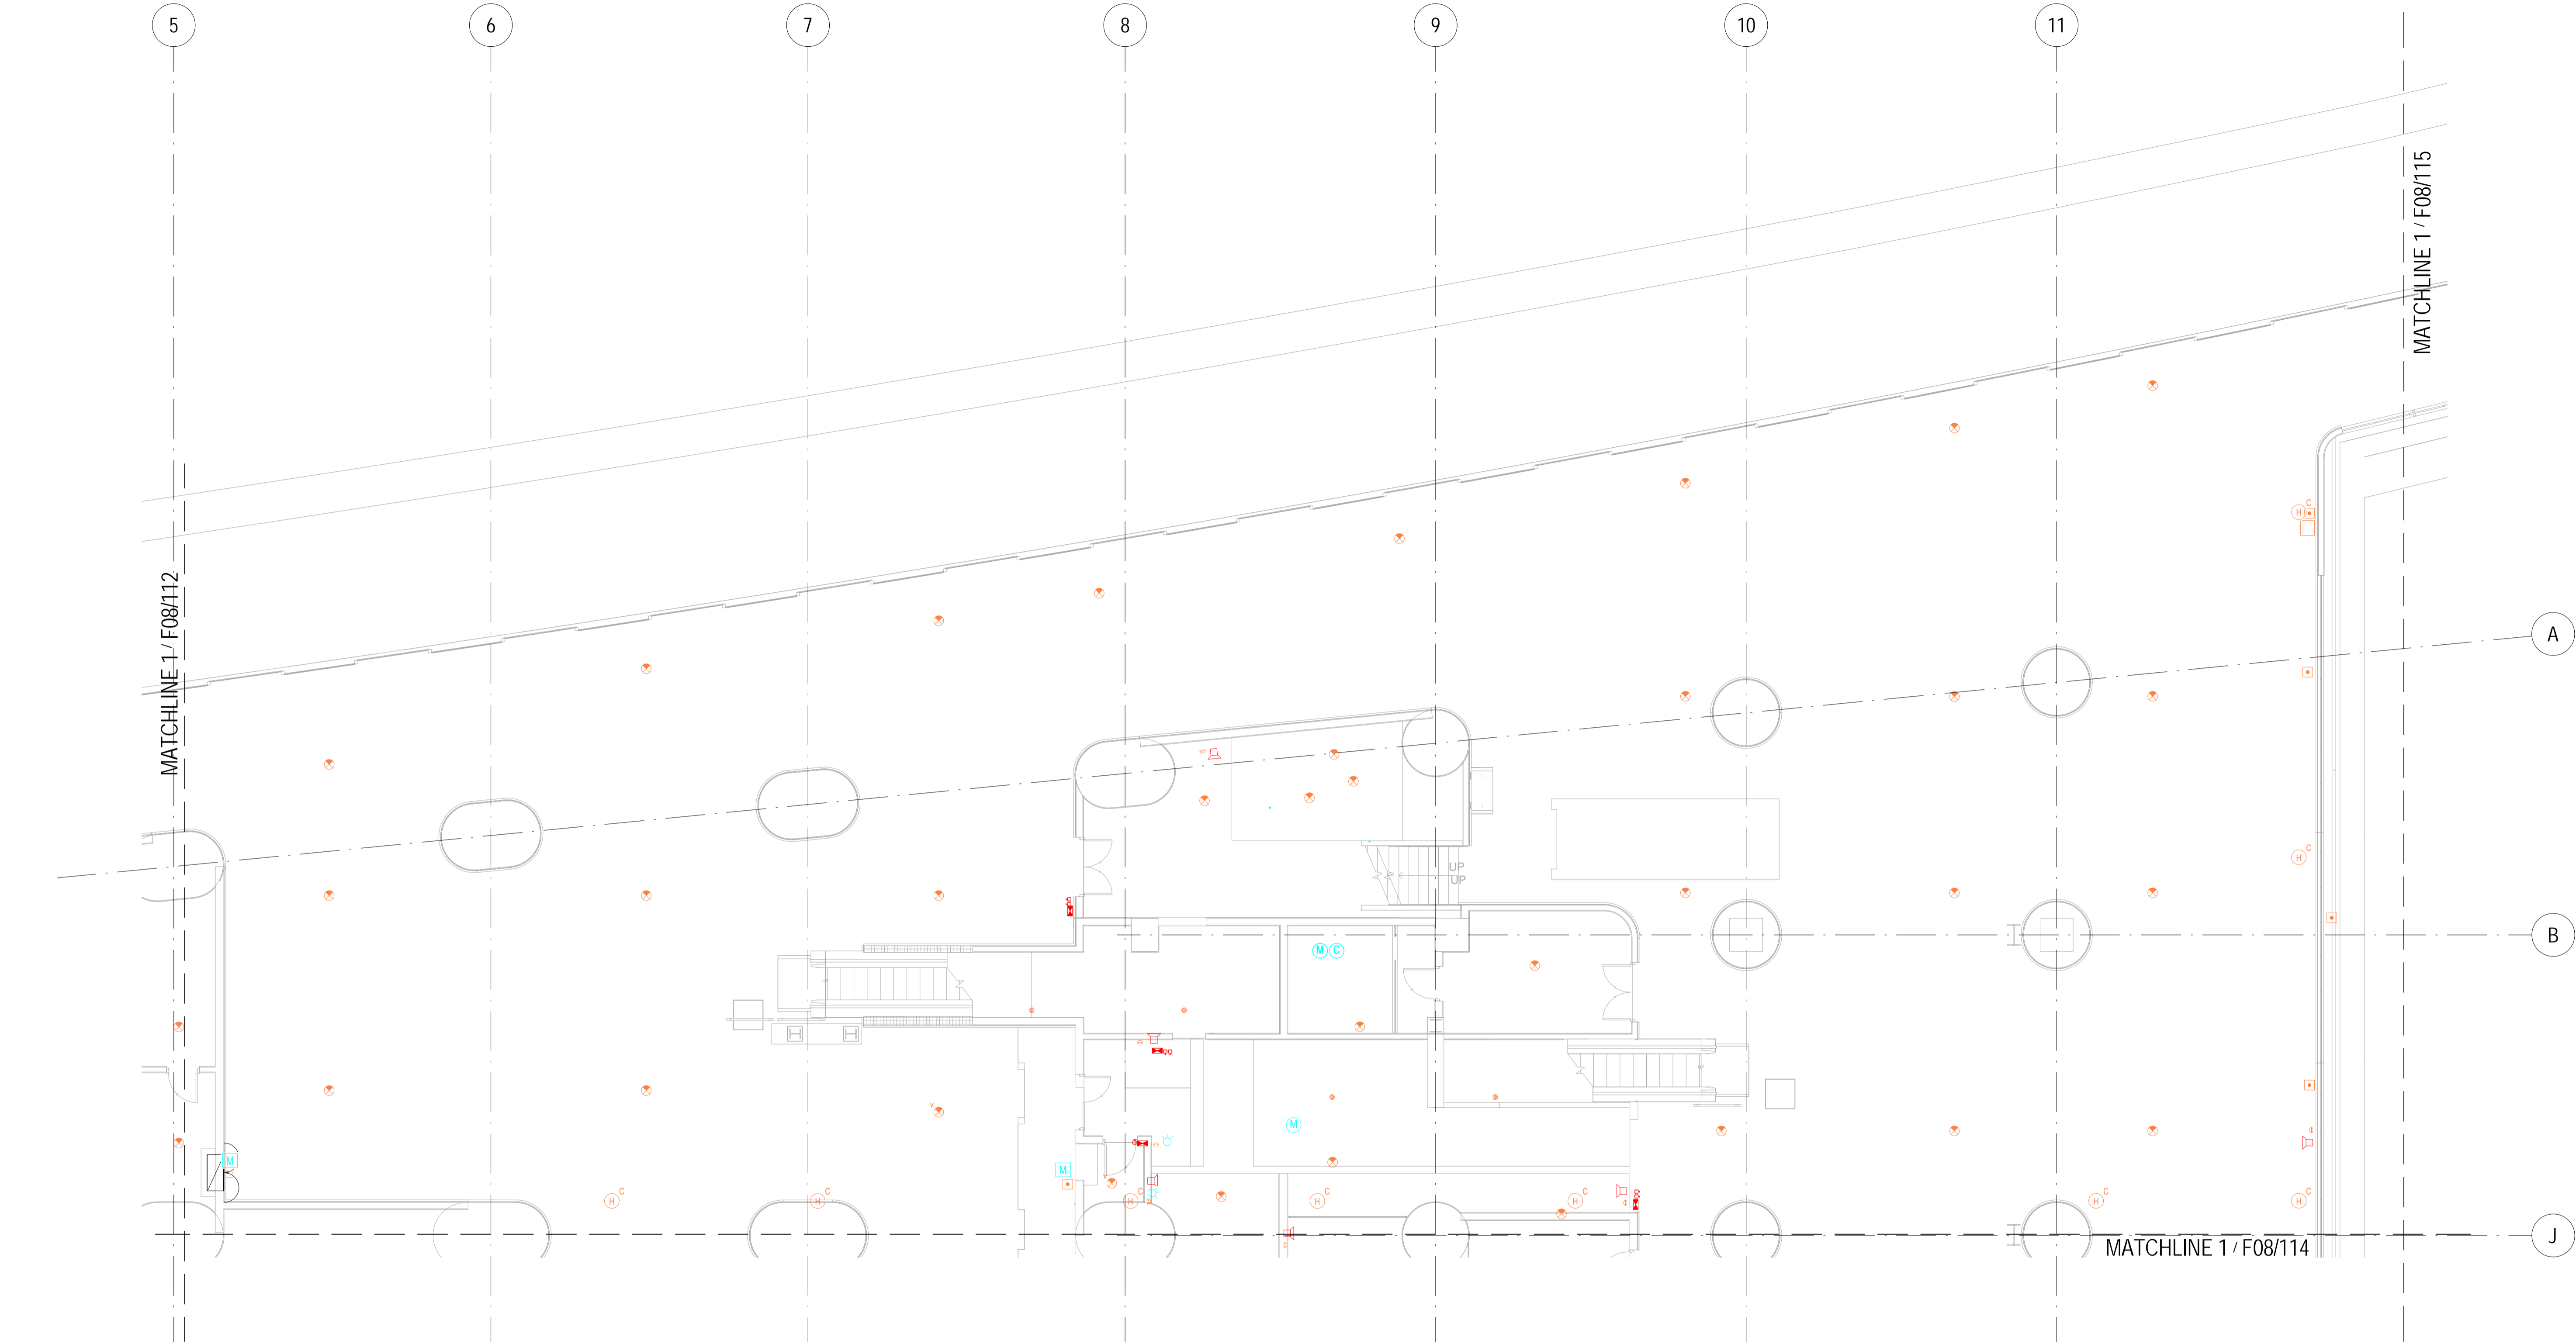 5 6 7 8 9 10 11
MATCHLINE 1 / F08/115
C
H
MATCHLINE 1 / F08/112
A
C
H
UP
UP
B
M C
V
M
M
M
C C C C C C C
H H H H H H H
J
MATCHLINE 1 / F08/114